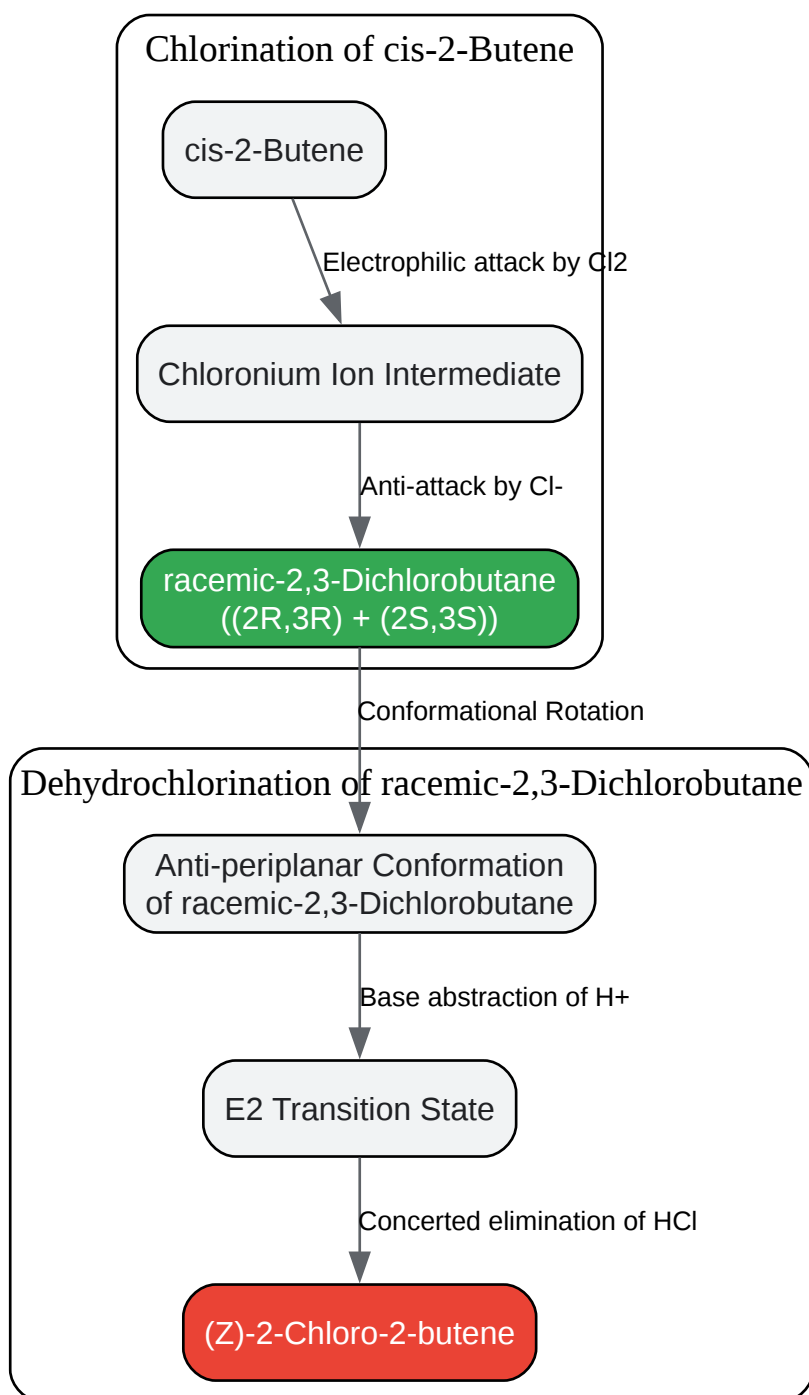 Chlorination of cis-2-Butene
cis-2-Butene
Electrophilic attack by Cl2
Chloronium Ion Intermediate
Anti-attack by Cl-
racemic-2,3-Dichlorobutane
((2R,3R) + (2S,3S))
Conformational Rotation
Dehydrochlorination of racemic-2,3-Dichlorobutane
Anti-periplanar Conformation
of racemic-2,3-Dichlorobutane
Base abstraction of H+
E2 Transition State
Concerted elimination of HCl
(Z)-2-Chloro-2-butene